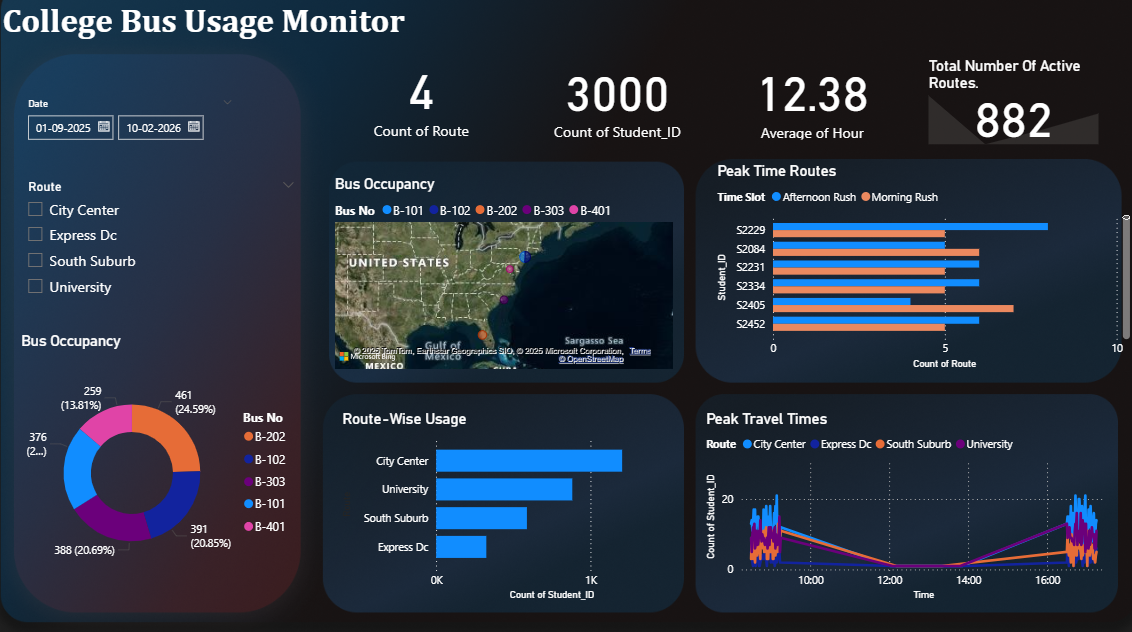 College Bus Usage Monitor
Date
01-09-2025
10-02-2026
Route
City Center
Express Dc
South Suburb
University
Bus Occupancy
259
(13.81%)
461
(24.59%)
376
(2...)
388 (20.69%)
391
(20.85%)
Bus No
B-202
B-102
B-303
B-101
B-401
4
Count of Route
3000
Count of Student_ID
12.38
Average of Hour
Total Number Of Active
Routes.
882
Bus Occupancy
Bus No B-101 B-102 B-202 B-303 B-401
UNITED STATES
Gulf of
Mexico
MEXICO
Sargasso Sea
CUBA
Microsoft Bing
© 2025 TomTom, Earthstar Geographics SIO, © 2025 Microsoft Corporation, Terms
© OpenStreetMap
Peak Time Routes
Time Slot Afternoon Rush Morning Rush
Student_ID
S2229
S2084
S2231
S2334
S2405
S2452
0 5 10
Count of Route
Route-Wise Usage
City Center
University
South Suburb
Express Dc
0K 1K
Count of Student_ID
Peak Travel Times
Route City Center Express Dc South Suburb University
Count of Student_ID
20
0
10:00 12:00 14:00 16:00
Time